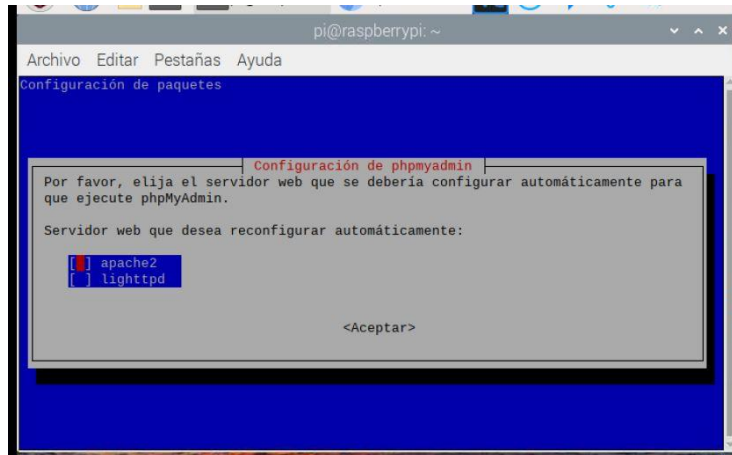 pi@raspberrypi: ~
Archivo Editar Pestañas Ayuda
Configuración de paquetes
Configuración de phpmyadmin
Por favor, elija el servidor web que se debería configurar automáticamente para
que ejecute phpMyAdmin.
Servidor web que desea reconfigurar automáticamente:
[ ] apache2
[ ] lighttpd
<Aceptar>